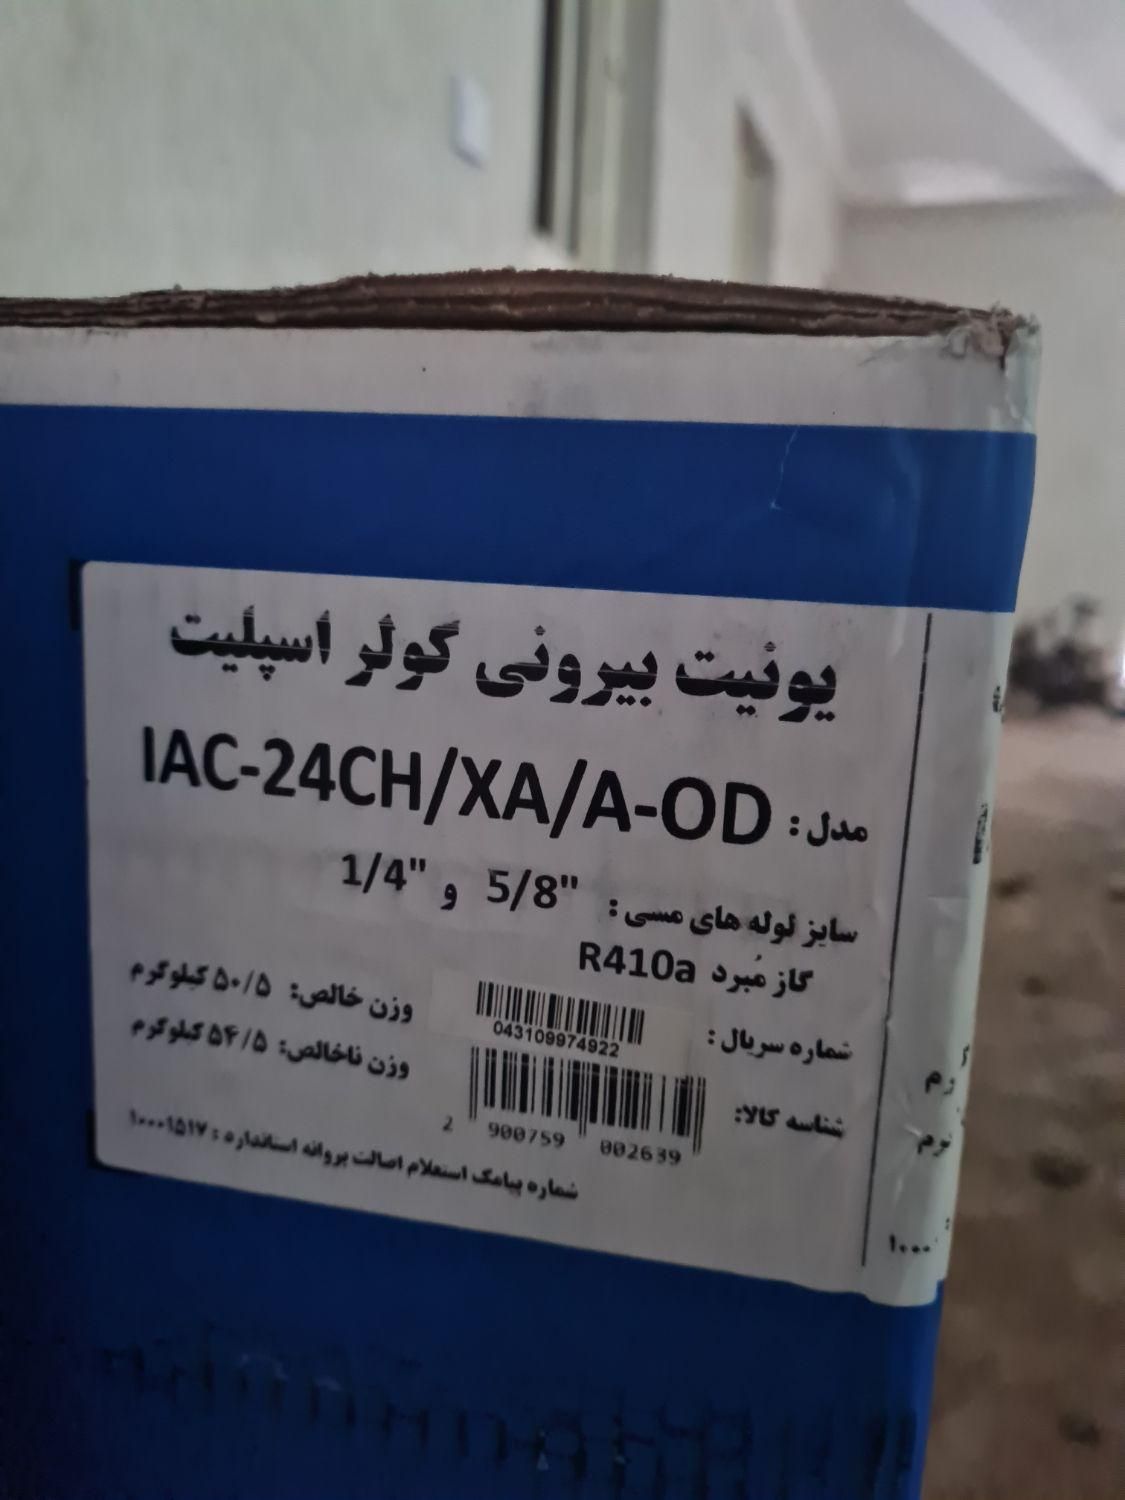 یونیت بیرونی کولر اسپلیت
مدل : IAC-24CH/XA/A-OD
سایز لوله های مسی : 5/8" و 1/4"
گاز مُبرد R410a
شماره سریال :
043109974922
وزن خالص: ۵۰/۵ کیلوگرم
وزن ناخالص: ۵۴/۵ کیلوگرم
شناسه کالا:
2 900759 002639
شماره پیامک استعلام اصالت پروانه استاندارد : ۱۰۰۰۱۵۱۷